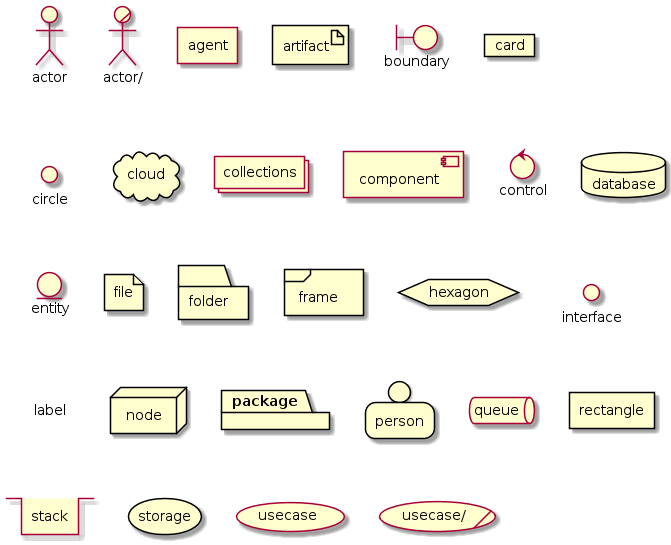 actor
actor/
agent
artifact
boundary
card
circle
cloud
collections
component
control
database
entity
file
folder
frame
hexagon
interface
label
node
package
person
queue
rectangle
stack
storage
usecase
usecase/